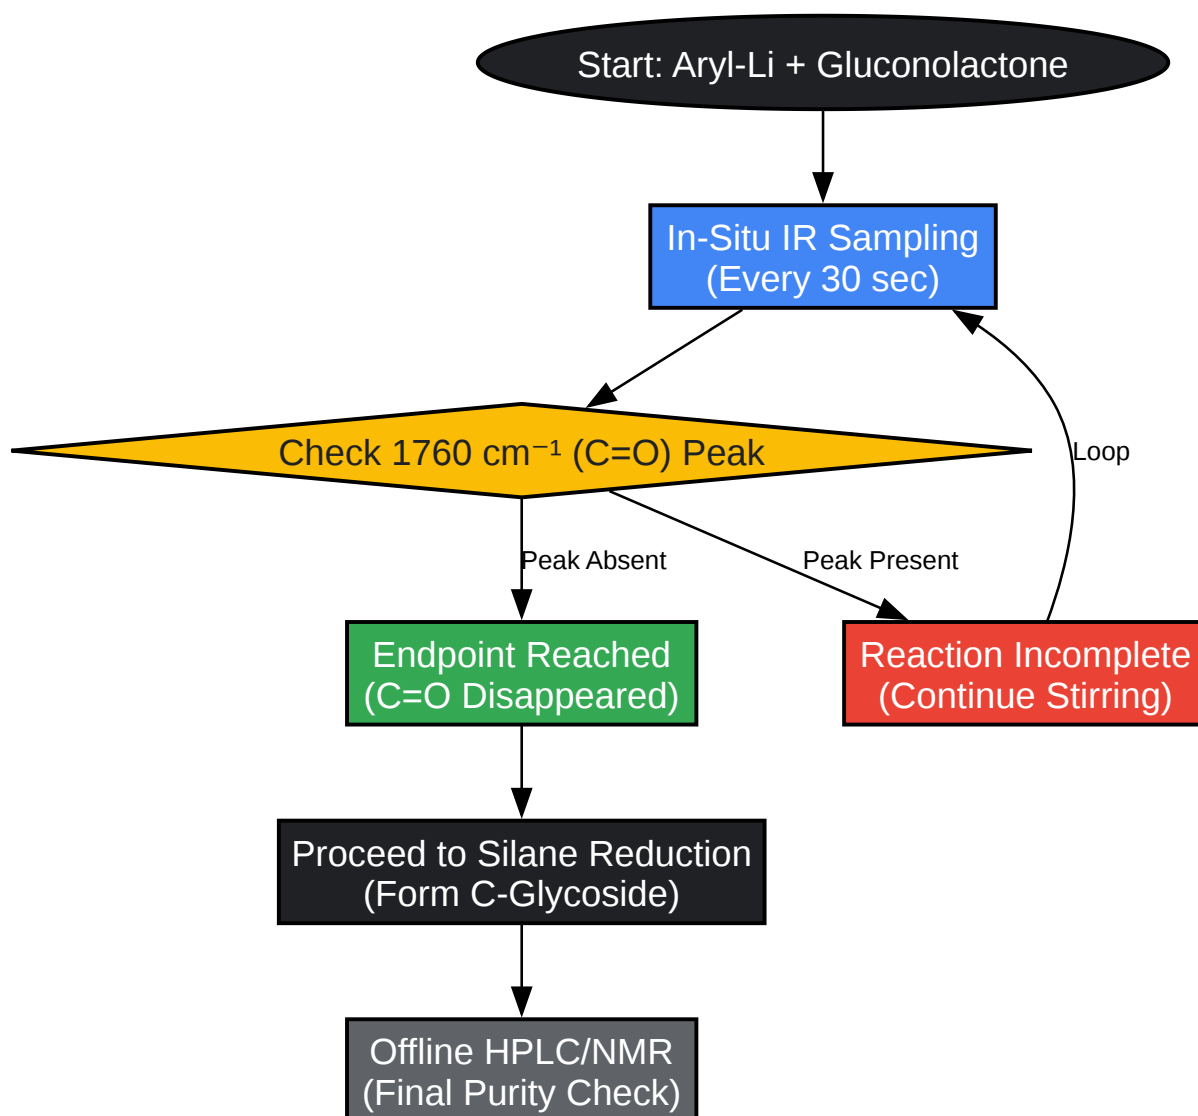 Start: Aryl-Li + Gluconolactone
In-Situ IR Sampling
(Every 30 sec)
Check 1760 cm⁻¹ (C=O) Peak
Loop
Peak Absent
Peak Present
Endpoint Reached
(C=O Disappeared)
Reaction Incomplete
(Continue Stirring)
Proceed to Silane Reduction
(Form C-Glycoside)
Offline HPLC/NMR
(Final Purity Check)